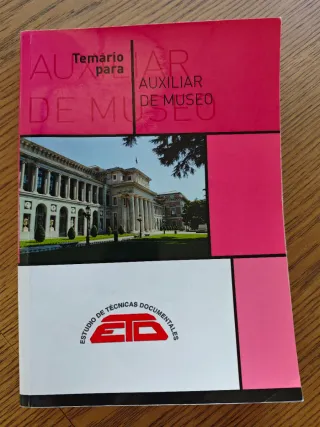 AUXILIAR
DE MUSEO
Temario
para
AUXILIAR
DE MUSEO
ESTUDIO DE TÉCNICAS DOCUMENTALES
ETD